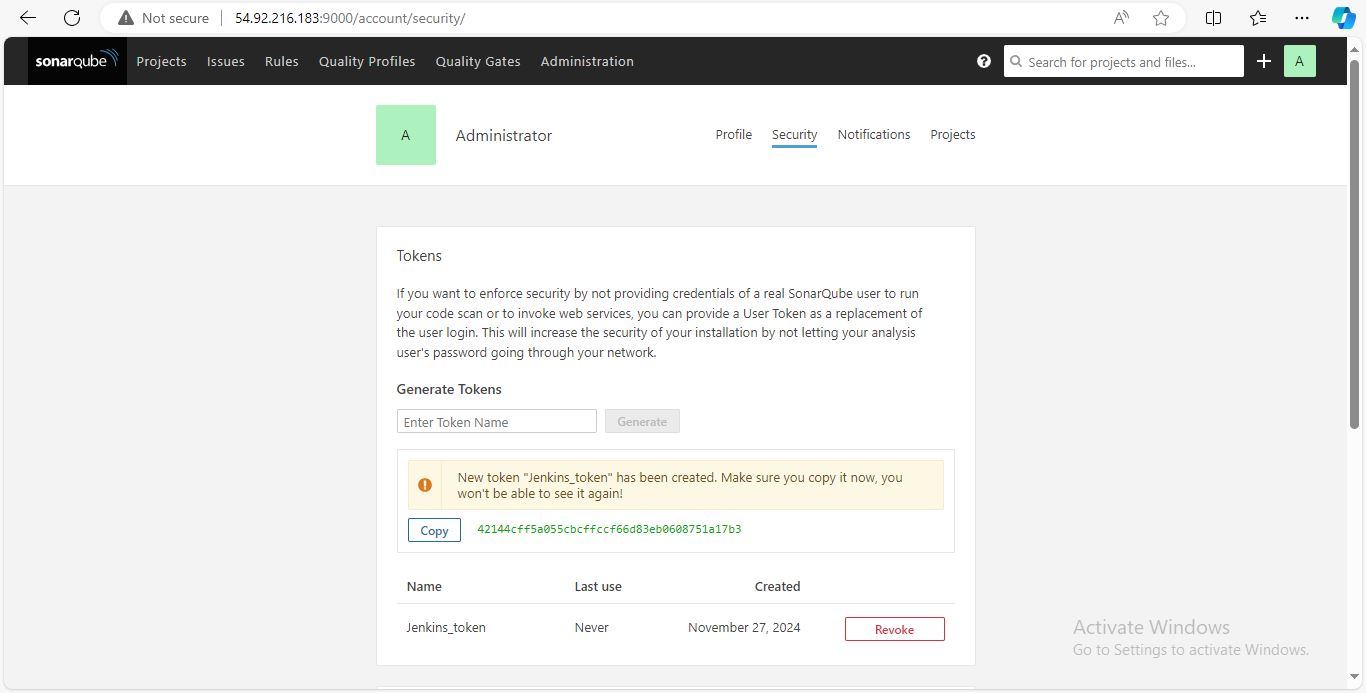 Not secure 54.92.216.183:9000/account/security/
sonarqube Projects Issues Rules Quality Profiles Quality Gates Administration ? Search for projects and files... A
A Administrator Profile Security Notifications Projects
Tokens
If you want to enforce security by not providing credentials of a real SonarQube user to run
your code scan or to invoke web services, you can provide a User Token as a replacement of
the user login. This will increase the security of your installation by not letting your analysis
user's password going through your network.
Generate Tokens
Enter Token Name Generate
New token "Jenkins_token" has been created. Make sure you copy it now, you
won't be able to see it again!
Copy 42144cff5a055cbcffccf66d83eb0608751a17b3
Name Last use Created
Jenkins_token Never November 27, 2024 Revoke
Activate Windows
Go to Settings to activate Windows.